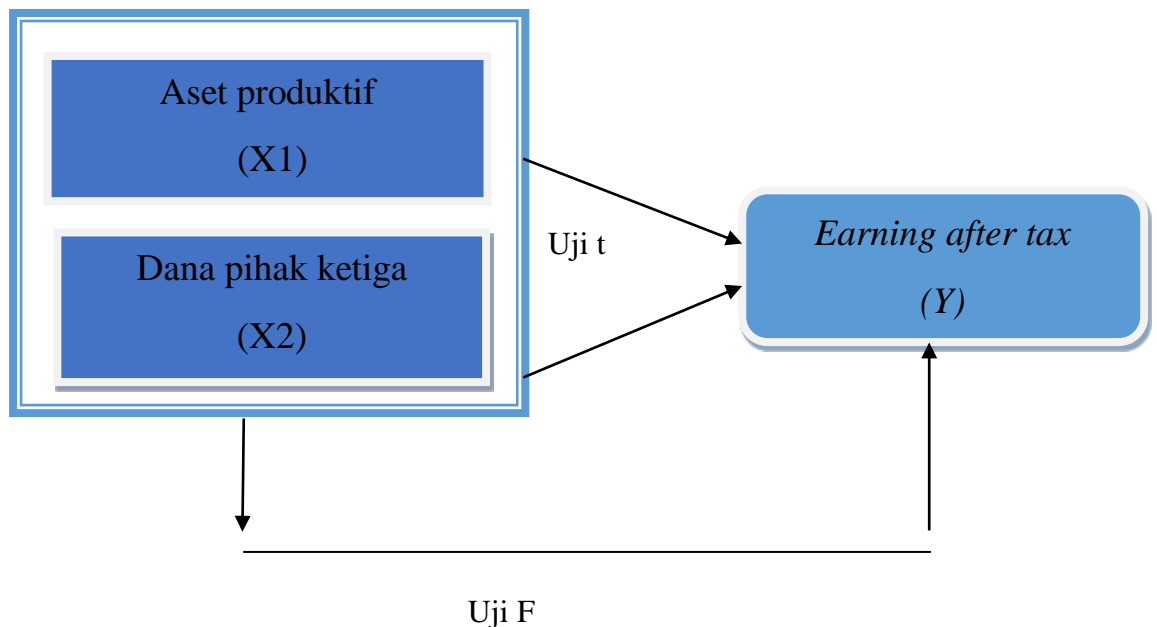 Aset produktif
(X1)
Dana pihak ketiga
(X2)
Uji t
Earning after tax
(Y)
Uji F